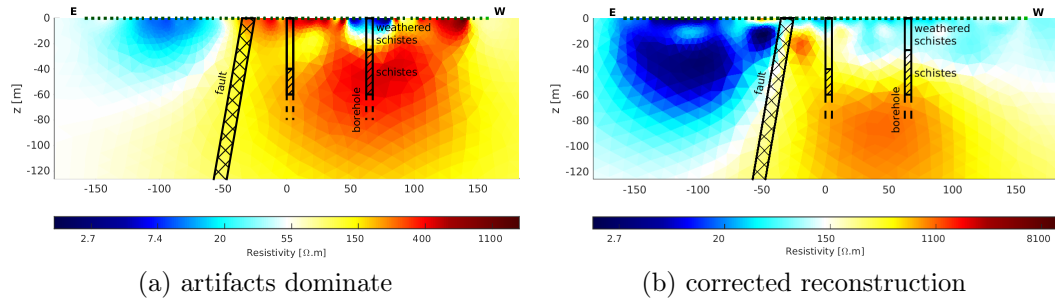 E
W
0
-20
-40
-60
-80
-100
-120
z [m]
weathered
schistes
schistes
fault
borehole
-150
-100
-50
0
50
100
150
2.7
7.4
20
55
150
400
1100
Resistivity [Ω.m]
(a) artifacts dominate
E
W
0
-20
-40
-60
-80
-100
-120
z [m]
weathered
schistes
schistes
fault
borehole
-150
-100
-50
0
50
100
150
2.7
20
150
1100
8100
Resistivity [Ω.m]
(b) corrected reconstruction